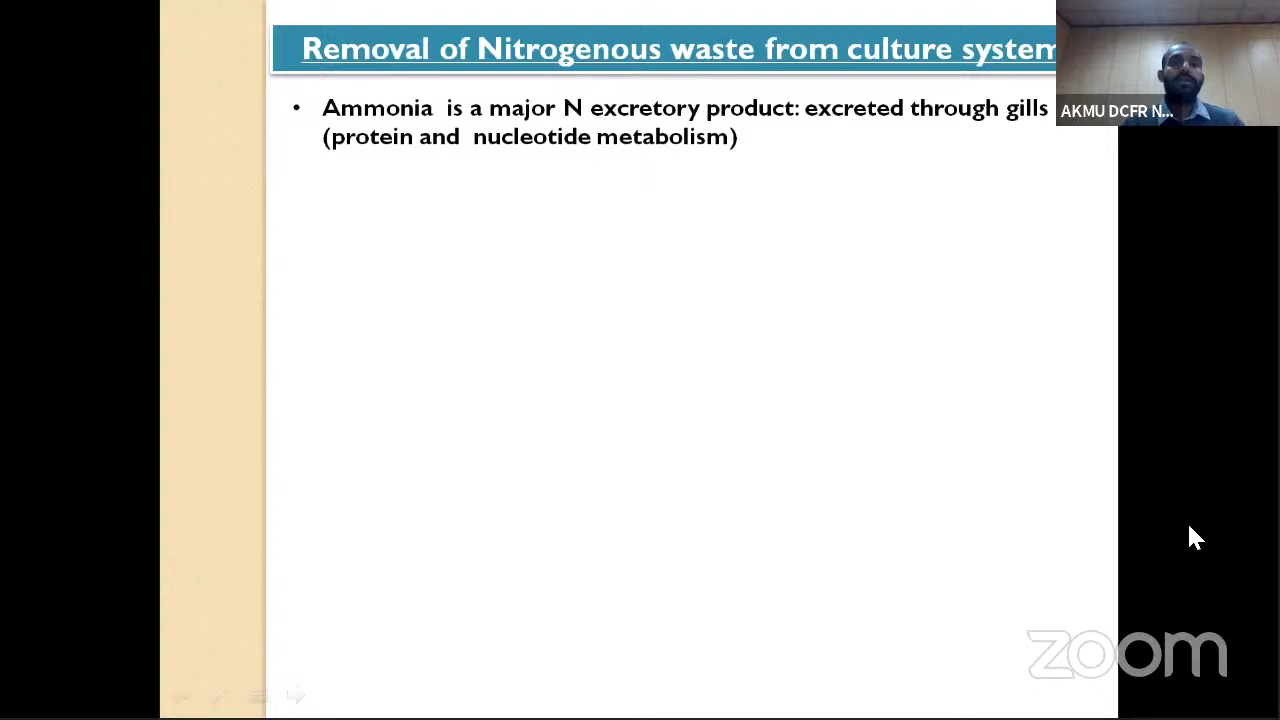 Removal of Nitrogenous waste from culture system
AKMU DCFR N...
• Ammonia is a major N excretory product: excreted through gills
(protein and nucleotide metabolism)
zoom